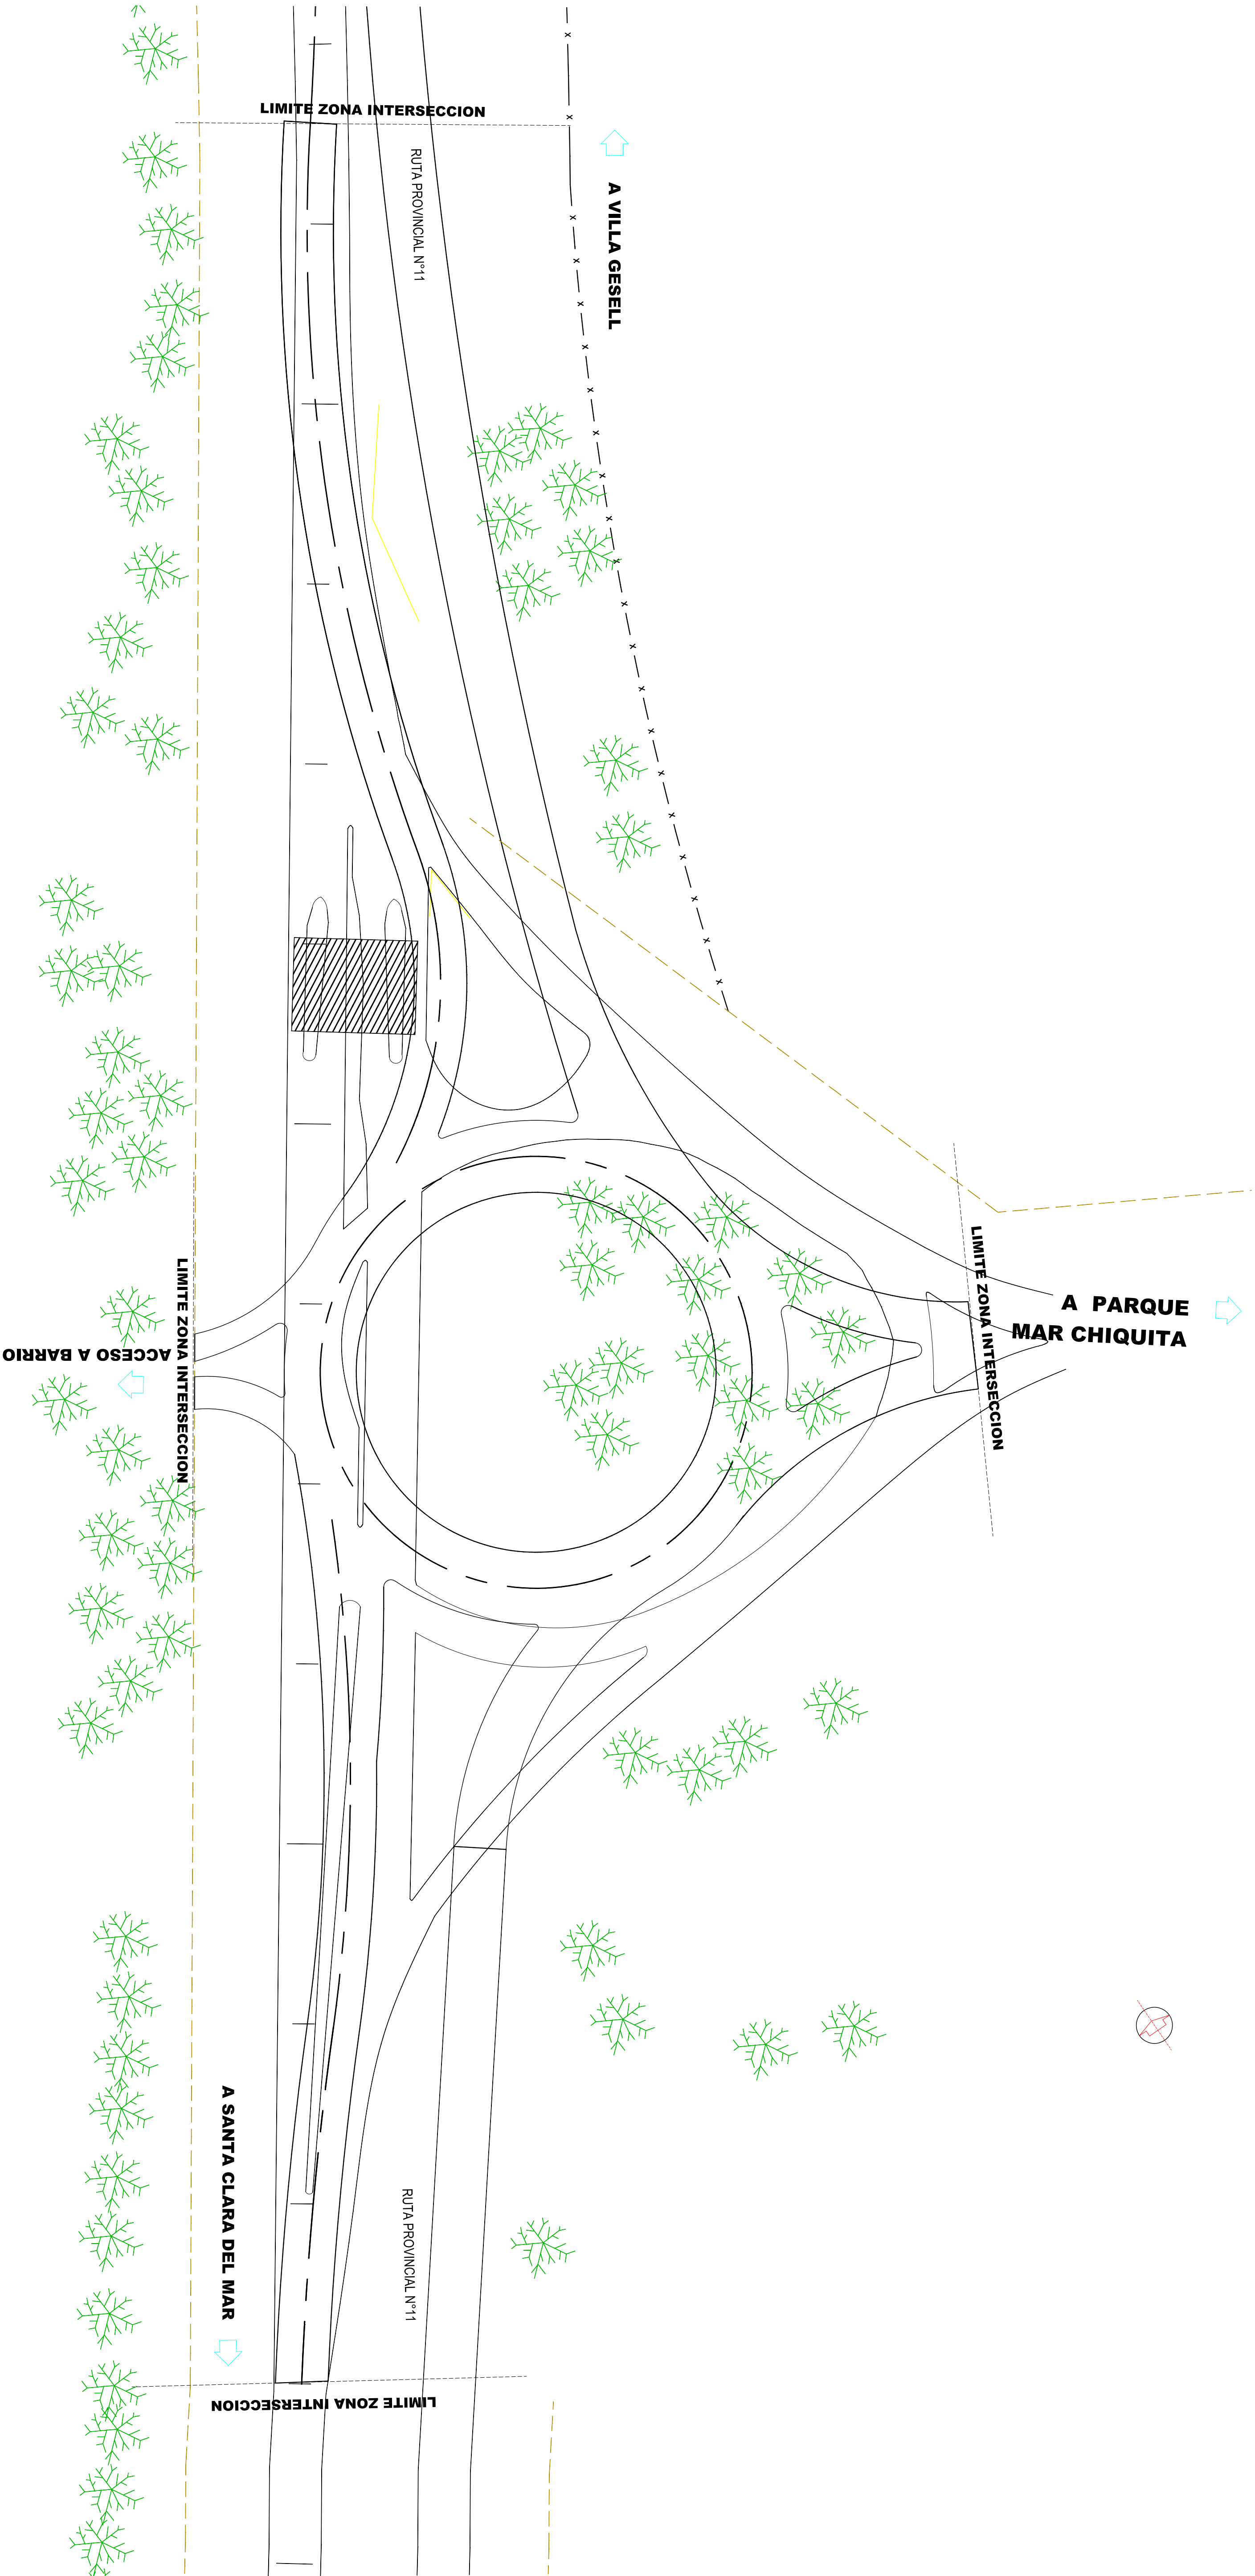 LIMITE ZONA INTERSECCION
RUTA PROVINCIAL N°11
A VILLA GESELL
LIMITE ZONA INTERSECCION
ACCESO A BARRIO
LIMITE ZONA INTERSECCION
A PARQUE
MAR CHIQUITA
A SANTA CLARA DEL MAR
RUTA PROVINCIAL N°11
LIMITE ZONA INTERSECCION